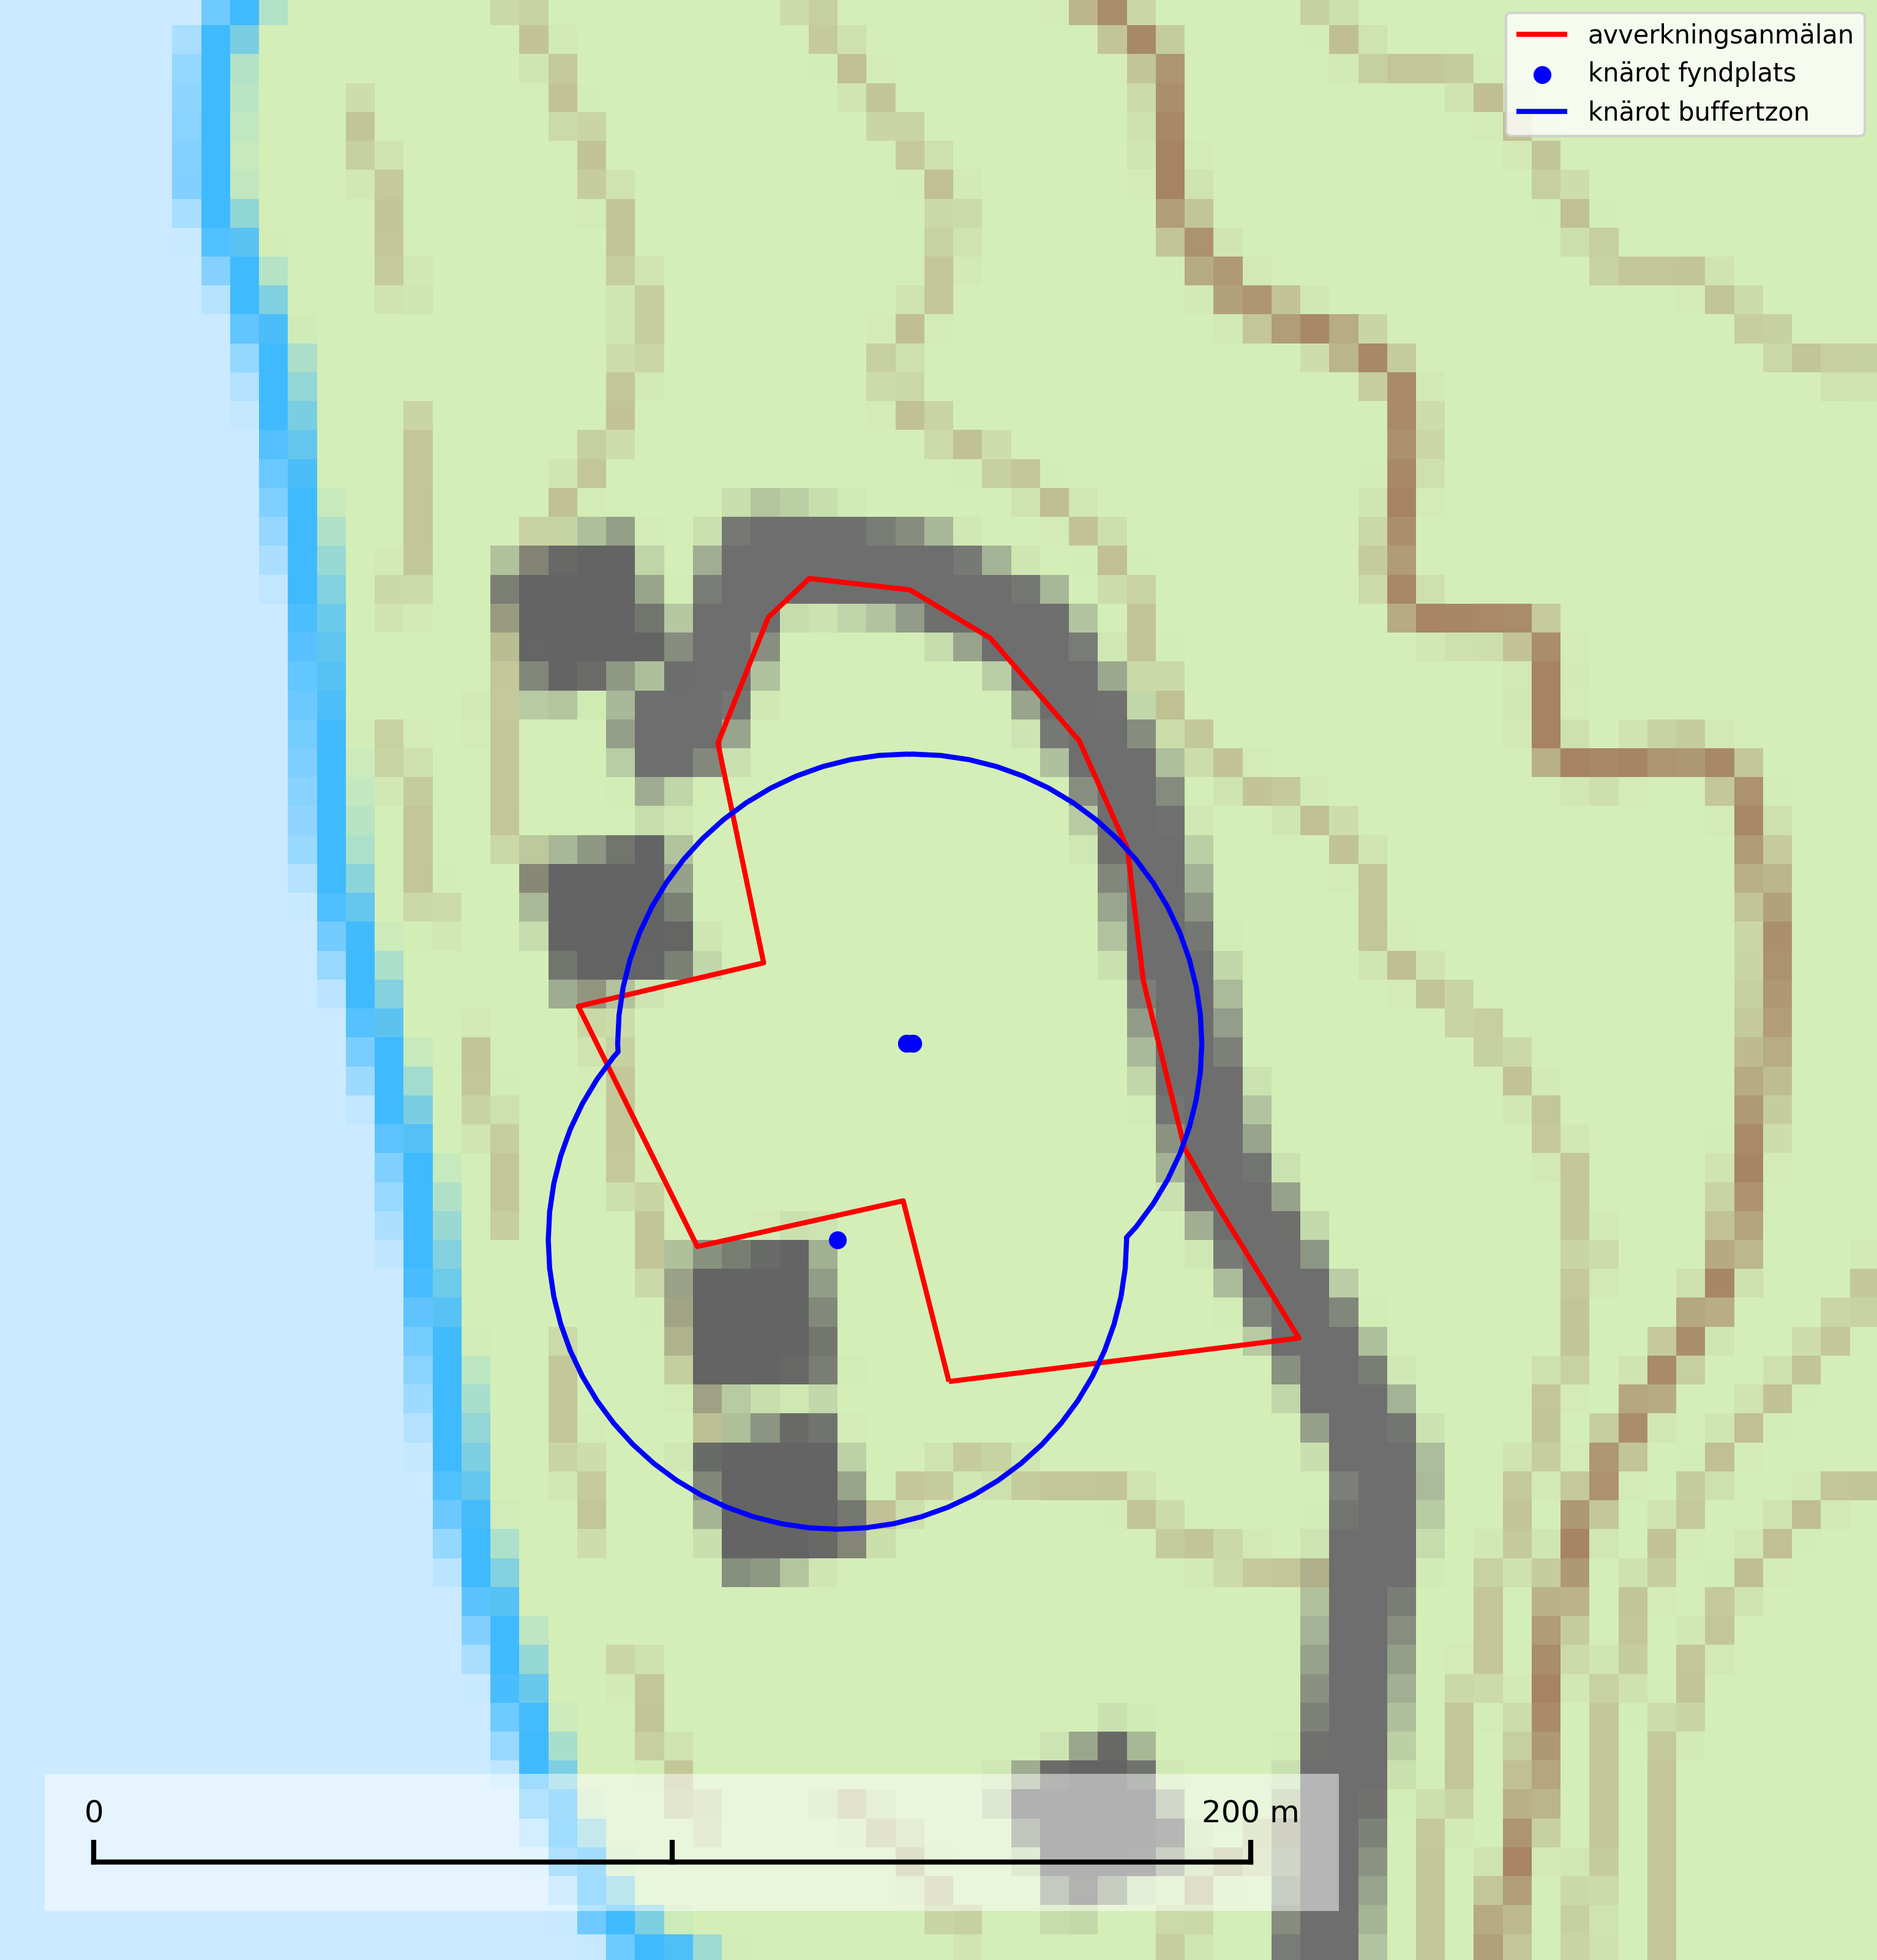 avverkningsanmälan
knärot fyndplats
knärot buffertzon
0
200 m